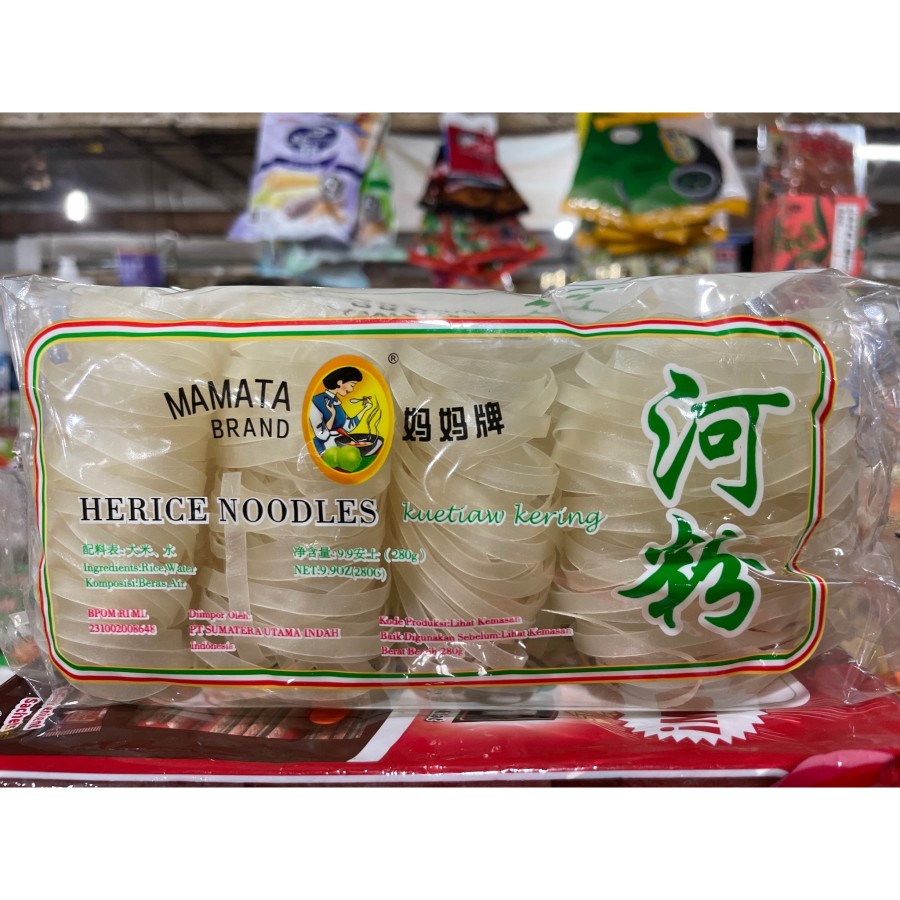 MAMATA
BRAND
®
妈妈牌
HERICE NOODLES
kuetiaw kering
河粉
配料表:大米、水
Ingredients:Rice,Water
Komposisi:Beras,Air
净含量:9.9安士(280g)
NET:9.9OZ(280G)
BPOM RI ML
231002008648
Diimpor Oleh:
PT SUMATERA UTAMA INDAH
Indonesia
Kode Produksi:Lihat Kemasan
Baik Digunakan Sebelum:Lihat Kemasan
Berat Bersih:280g